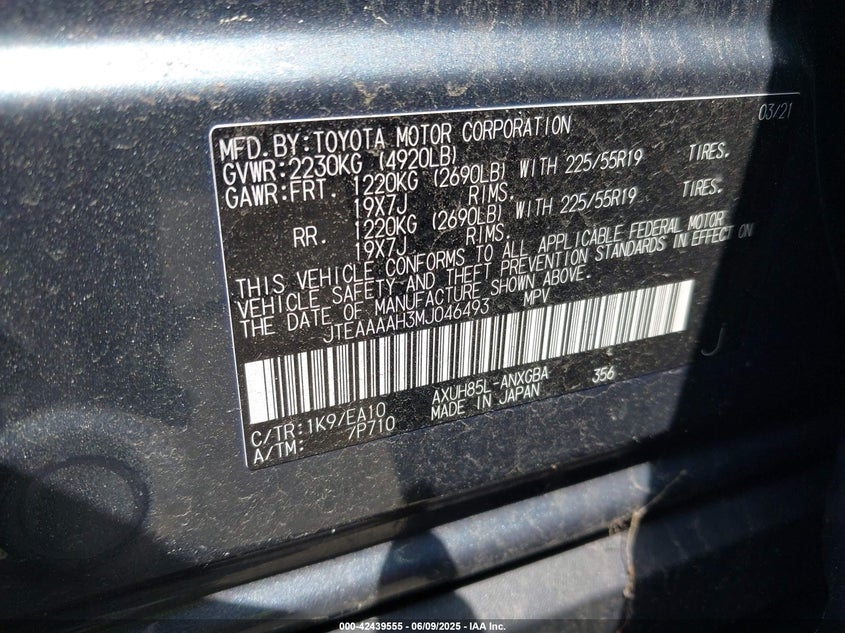 03/21
MFD.BY:TOYOTA MOTOR CORPORATION
GVWR:2230KG (4920LB)
GAWR:FRT. 1220KG (2690LB) WITH 225/55R19 TIRES.
19X7J RIMS.
RR. 1220KG (2690LB) WITH 225/55R19 TIRES.
19X7J RIMS.
THIS VEHICLE CONFORMS TO ALL APPLICABLE FEDERAL MOTOR
VEHICLE SAFETY AND THEFT PREVENTION STANDARDS IN EFFECT ON
THE DATE OF MANUFACTURE SHOWN ABOVE.
JTEAAAAH3MJ046493 MPV
J
C/TR:1K9/EA10 AXUH85L-ANXGBA 356
A/TM: 7P710 MADE IN JAPAN
000-42439555 - 06/09/2025 - IAA Inc.